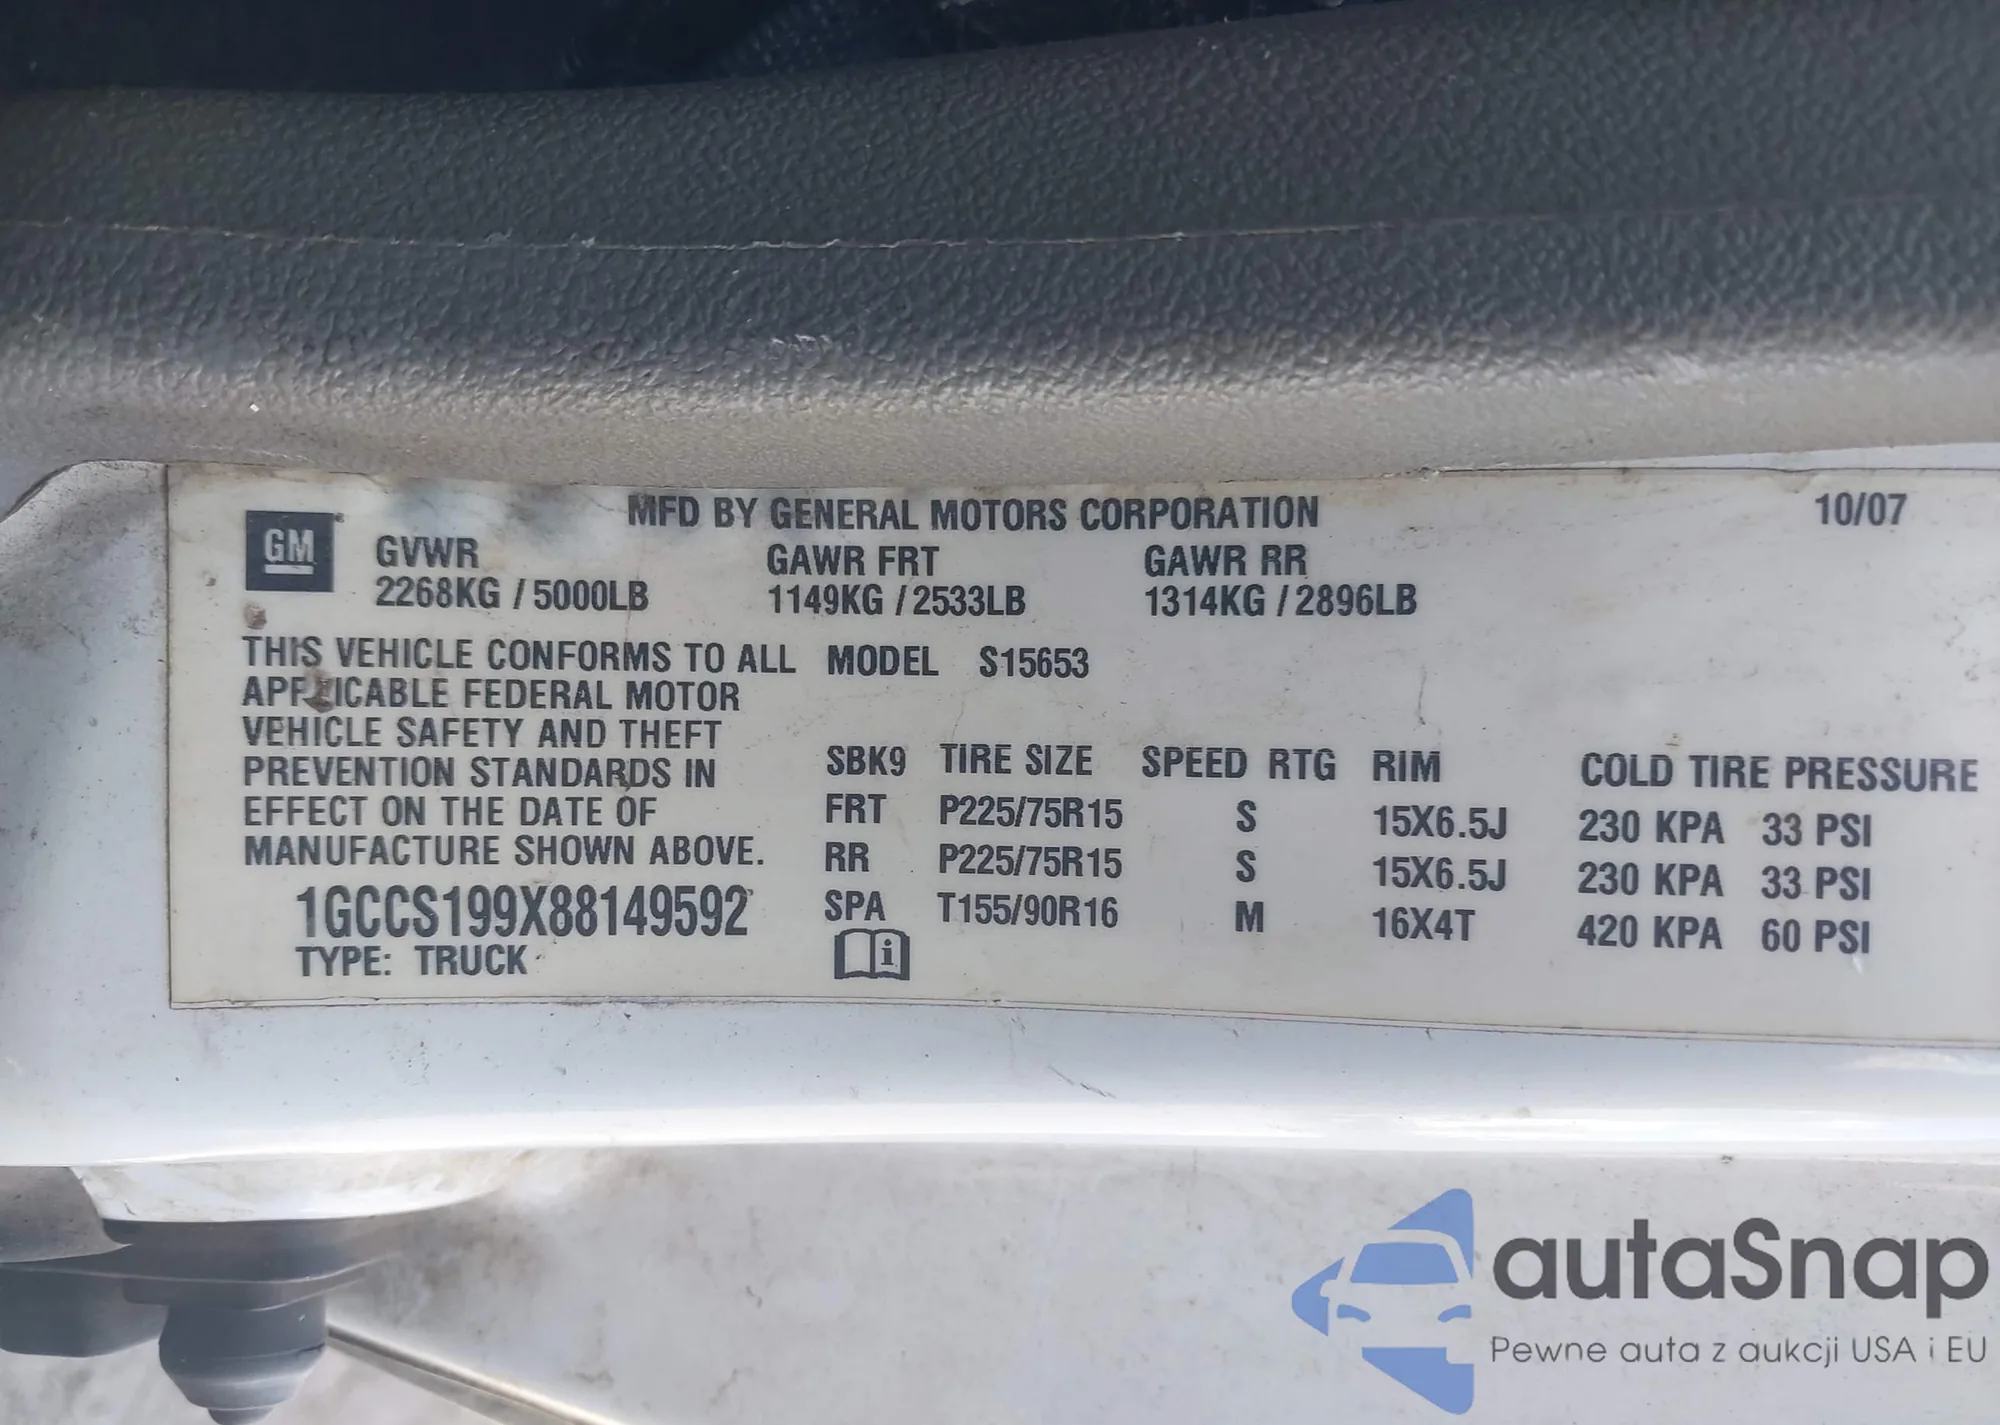 MFD BY GENERAL MOTORS CORPORATION 10/07
GM
GVWR GAWR FRT GAWR RR
2268KG / 5000LB 1149KG / 2533LB 1314KG / 2896LB
THIS VEHICLE CONFORMS TO ALL
APPLICABLE FEDERAL MOTOR
VEHICLE SAFETY AND THEFT
PREVENTION STANDARDS IN
EFFECT ON THE DATE OF
MANUFACTURE SHOWN ABOVE.
1GCCS199X88149592
TYPE: TRUCK
MODEL S15653
SBK9 TIRE SIZE SPEED RTG RIM COLD TIRE PRESSURE
FRT P225/75R15 S 15X6.5J 230 KPA 33 PSI
RR P225/75R15 S 15X6.5J 230 KPA 33 PSI
SPA T155/90R16 M 16X4T 420 KPA 60 PSI
i
autaSnap
Pewne auta z aukcji USA i EU